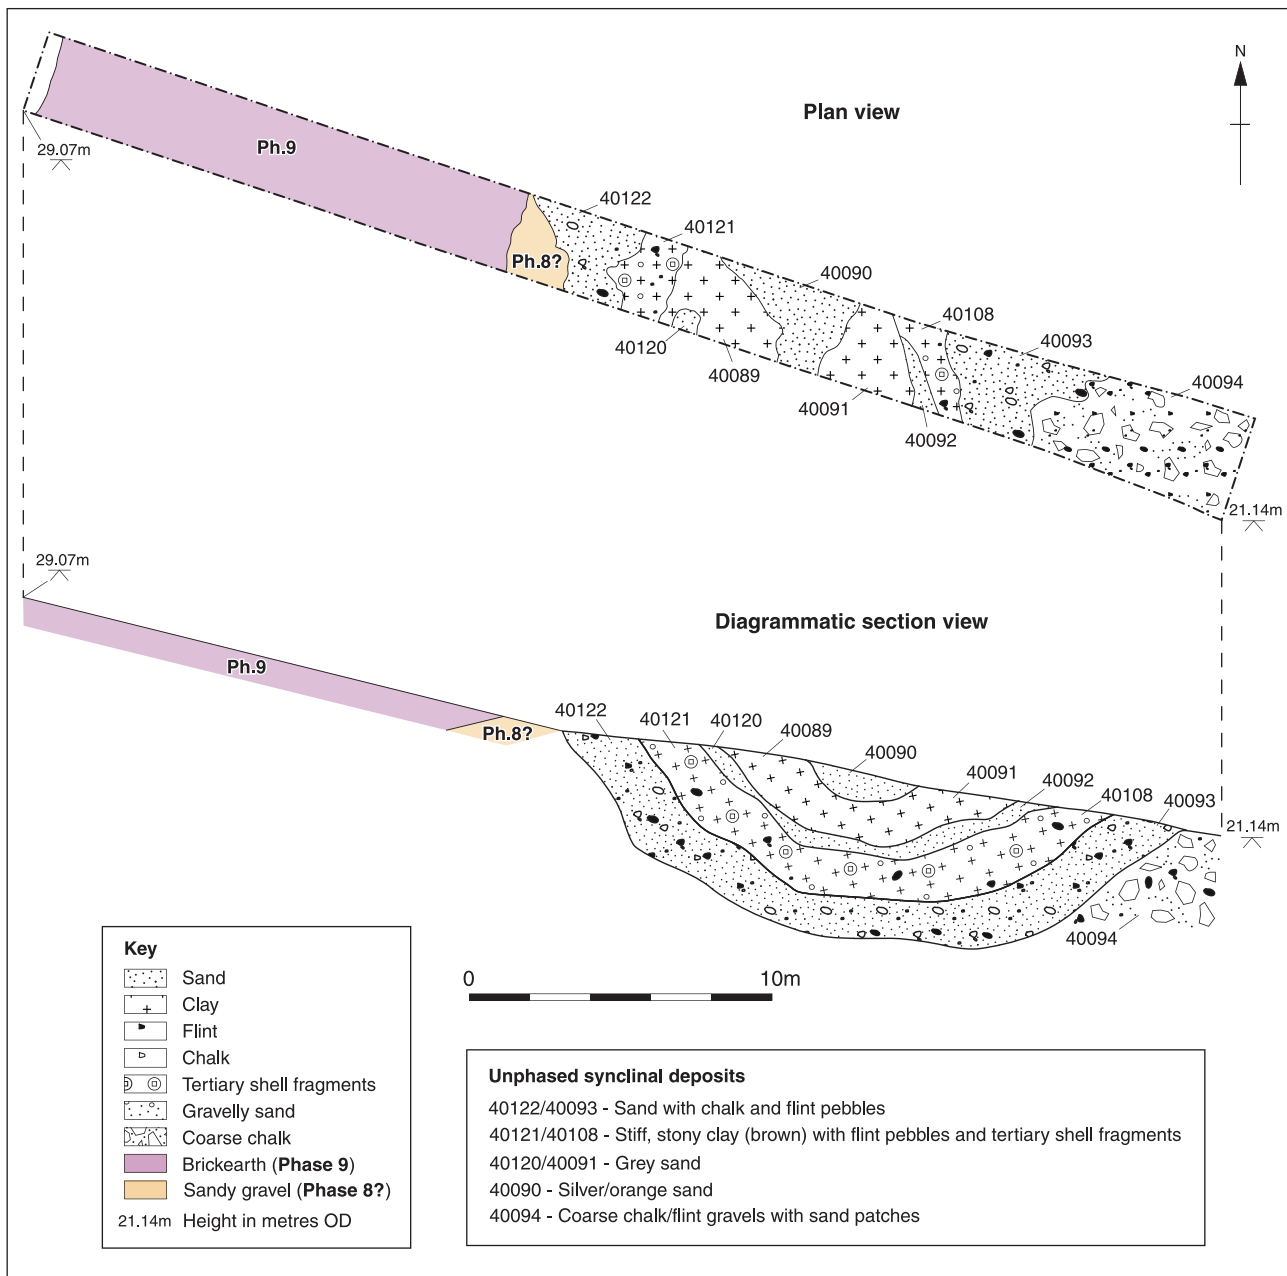 Plan view
N
29.07m
Ph.9
Ph.8?
40122
40121
40090
40108
40093
40094
40120
40089
40091
40092
21.14m
29.07m
Diagrammatic section view
Ph.9
Ph.8?
40122
40121
40120
40089
40090
40091
40092
40108
40093
21.14m
40094
Key
Sand
Clay
Flint
Chalk
Tertiary shell fragments
Gravelly sand
Coarse chalk
Brickearth (Phase 9)
Sandy gravel (Phase 8?)
21.14m Height in metres OD
0 10m
Unphased synclinal deposits
40122/40093 - Sand with chalk and flint pebbles
40121/40108 - Stiff, stony clay (brown) with flint pebbles and tertiary shell fragments
40120/40091 - Grey sand
40090 - Silver/orange sand
40094 - Coarse chalk/flint gravels with sand patches